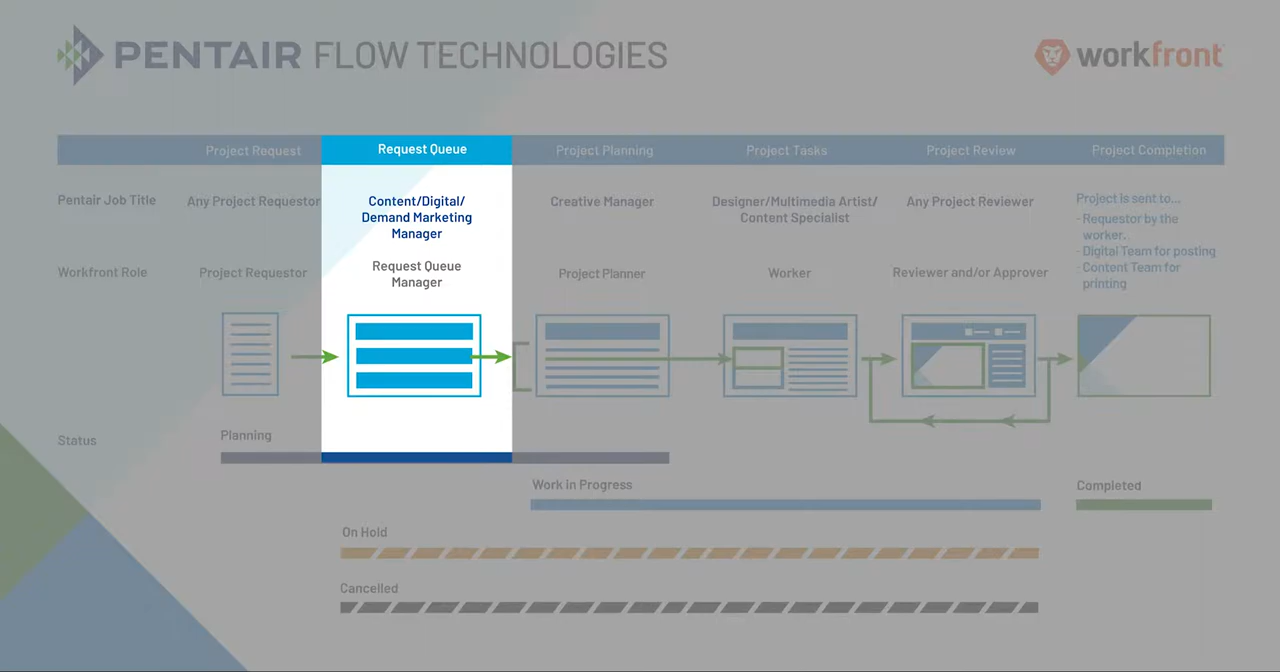 PENTAIR FLOW TECHNOLOGIES
workfront
Project Request
Request Queue
Project Planning
Project Tasks
Project Review
Project Completion
Pentair Job Title
Any Project Requestor
Content/Digital/
Demand Marketing
Manager
Creative Manager
Designer/Multimedia Artist/
Content Specialist
Any Project Reviewer
Project is sent to...
- Requestor by the
worker.
- Digital Team for posting
- Content Team for
printing
Workfront Role
Project Requestor
Request Queue
Manager
Project Planner
Worker
Reviewer and/or Approver
Status
Planning
Work in Progress
Completed
On Hold
Cancelled